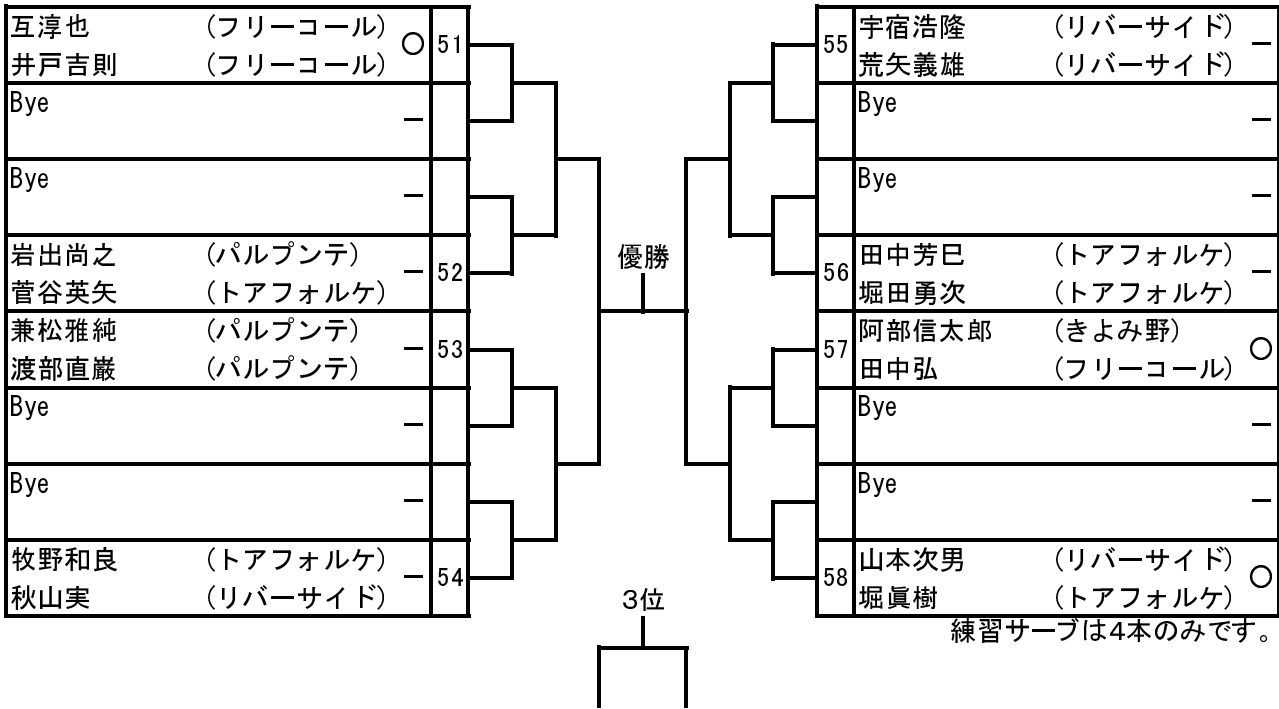 互淳也 (フリーコール) ○ 51
井戸吉則 (フリーコール)
Bye －
Bye －
岩出尚之 (パルプンテ) － 52
菅谷英矢 (トアフォルケ)
兼松雅純 (パルプンテ) － 53
渡部直巌 (パルプンテ)
Bye －
Bye －
牧野和良 (トアフォルケ) － 54
秋山実 (リバーサイド)
優勝
3位
55 宇宿浩隆 (リバーサイド) －
荒矢義雄 (リバーサイド)
Bye －
Bye －
56 田中芳巳 (トアフォルケ) －
堀田勇次 (トアフォルケ)
57 阿部信太郎 (きよみ野) ○
田中弘 (フリーコール)
Bye －
Bye －
58 山本次男 (リバーサイド) ○
堀眞樹 (トアフォルケ)
練習サーブは4本のみです。